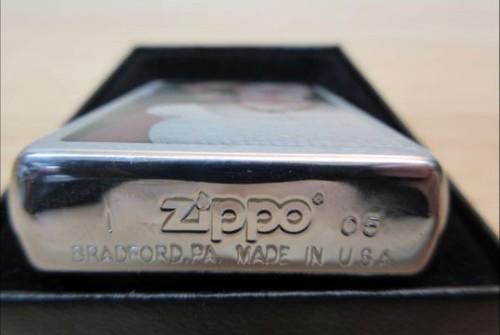 I zippo® 05
BRADFORD,PA. MADE IN U S A